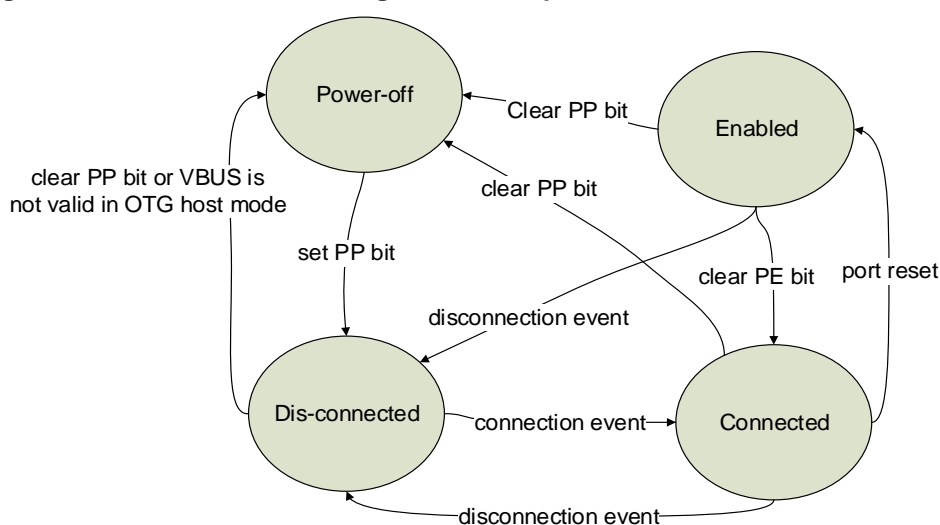 Power-off
Enabled
Clear PP bit
clear PP bit or VBUS is
not valid in OTG host mode
clear PP bit
set PP bit
clear PE bit
port reset
disconnection event
Dis-connected
connection event
Connected
disconnection event